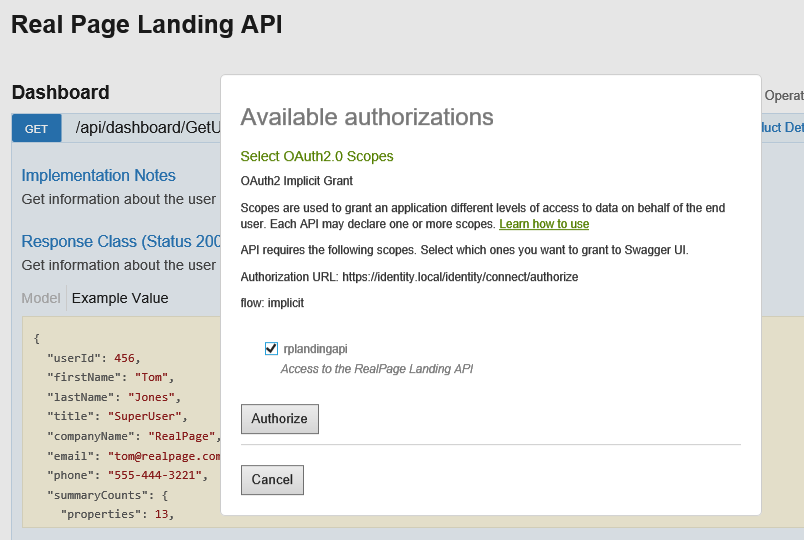 Real Page Landing API
Dashboard
Operat
GET /api/dashboard/GetU
uct Det
Implementation Notes
Get information about the user
Response Class (Status 200
Get information about the user
Model Example Value
{
"userId": 456,
"firstName": "Tom",
"lastName": "Jones",
"title": "SuperUser",
"companyName": "RealPage",
"email": "tom@realpage.com
"phone": "555-444-3221",
"summaryCounts": {
"properties": 13,
Available authorizations
Select OAuth2.0 Scopes
OAuth2 Implicit Grant
Scopes are used to grant an application different levels of access to data on behalf of the end
user. Each API may declare one or more scopes. Learn how to use
API requires the following scopes. Select which ones you want to grant to Swagger UI.
Authorization URL: https://identity.local/identity/connect/authorize
flow: implicit
rplandingapi
Access to the RealPage Landing API
Authorize
Cancel